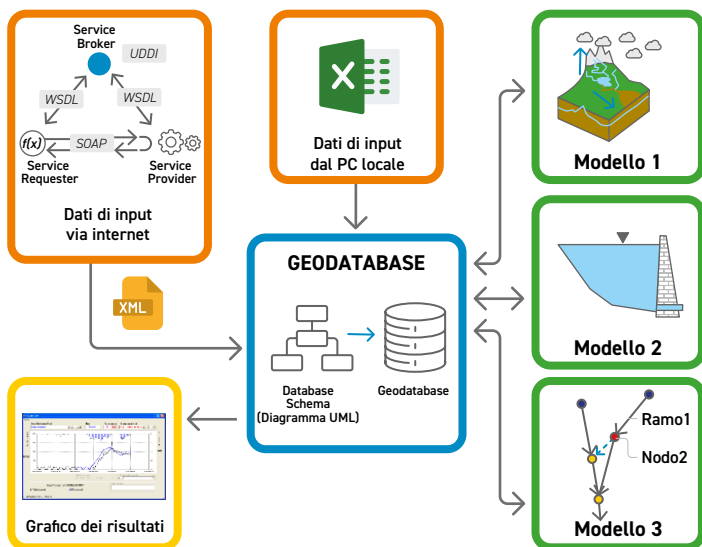 Service
Broker
UDDI
WSDL
WSDL
f(x)
SOAP
Service
Requester
Service
Provider
Dati di input
via internet
X
Dati di input
dal PC locale
Modello 1
XML
GEODATABASE
Database
Schema
(Diagramma UML)
Geodatabase
Modello 2
Grafico dei risultati
Ramo1
Nodo2
Modello 3